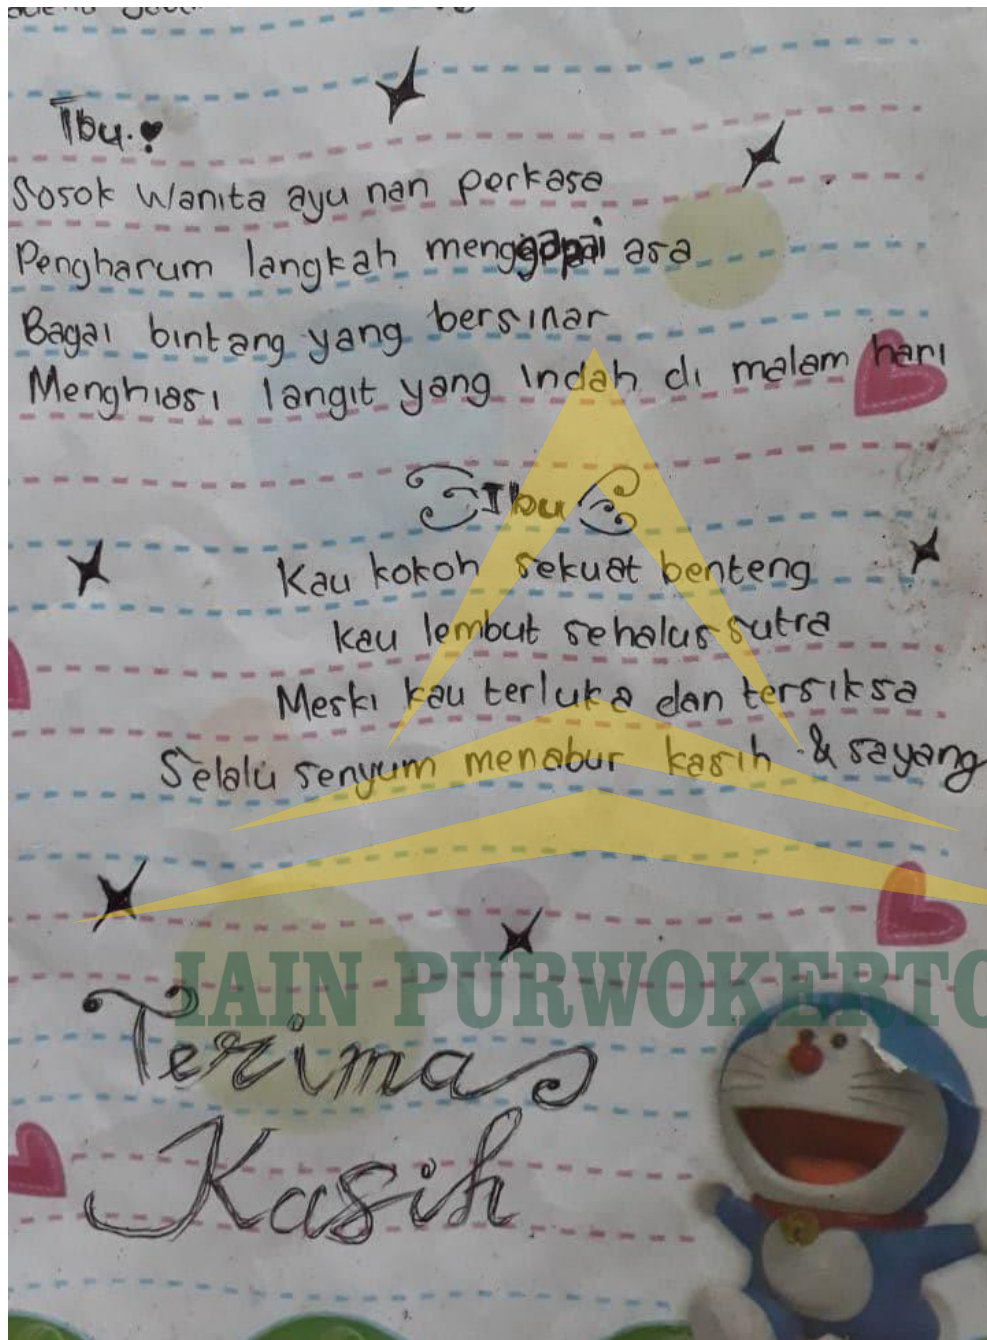 Ibu.
Sosok Wanita ayu nan perkasa
Pengharum langkah menggapai asa
Bagai bintang yang bersinar
Menghiasi langit yang indah di malam hari
Ibu
Kau kokoh sekuat benteng
kau lembut sehalus sutra
Meski kau terluka dan tersiksa
Selalu senyum menabur kasih & sayang
IAIN PURWOKERTO
Terima
Kasih